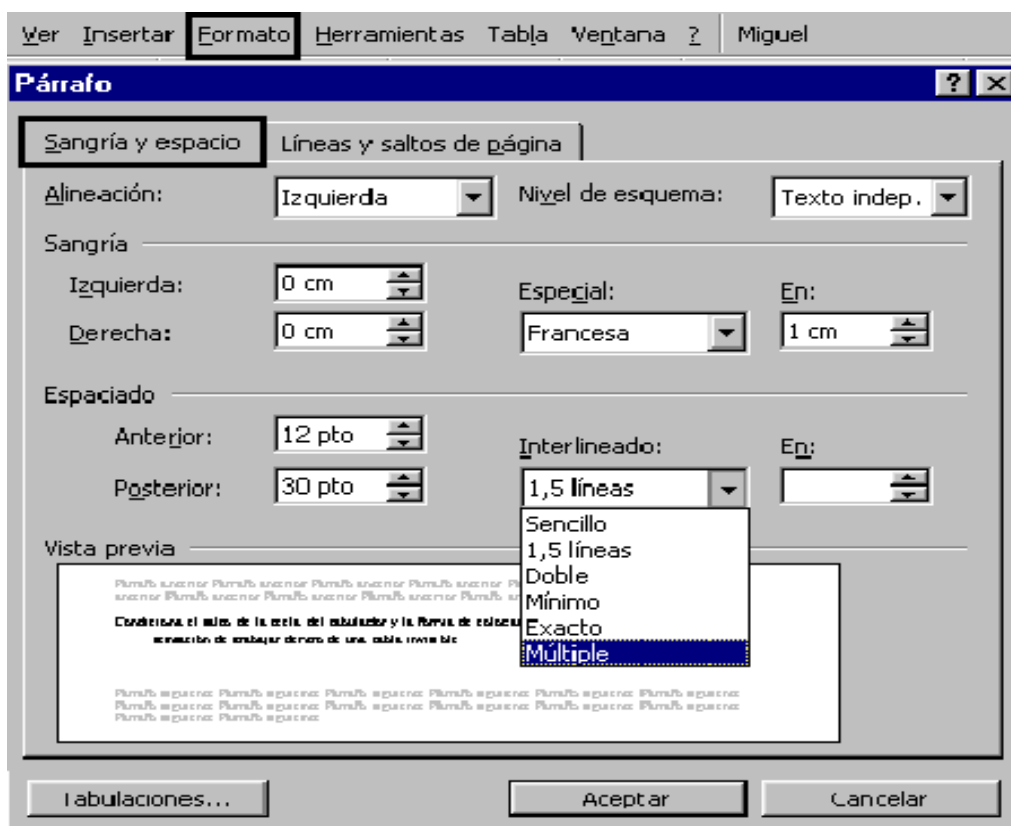 Ver Insertar Formato Herramientas Tabla Ventana ? Miguel
Párrafo ? ×
Sangría y espacio Líneas y saltos de página
Alineación: Izquierda Nivel de esquema: Texto indep.
Sangría
Izquierda: 0 cm Especial: En:
Derecha: 0 cm Francesa 1 cm
Espaciado
Anterior: 12 pto Interlineado: En:
Posterior: 30 pto 1,5 líneas
Sencillo
1,5 líneas
Doble
Mínimo
Exacto
Múltiple
Vista previa
Tabulaciones... Aceptar Cancelar